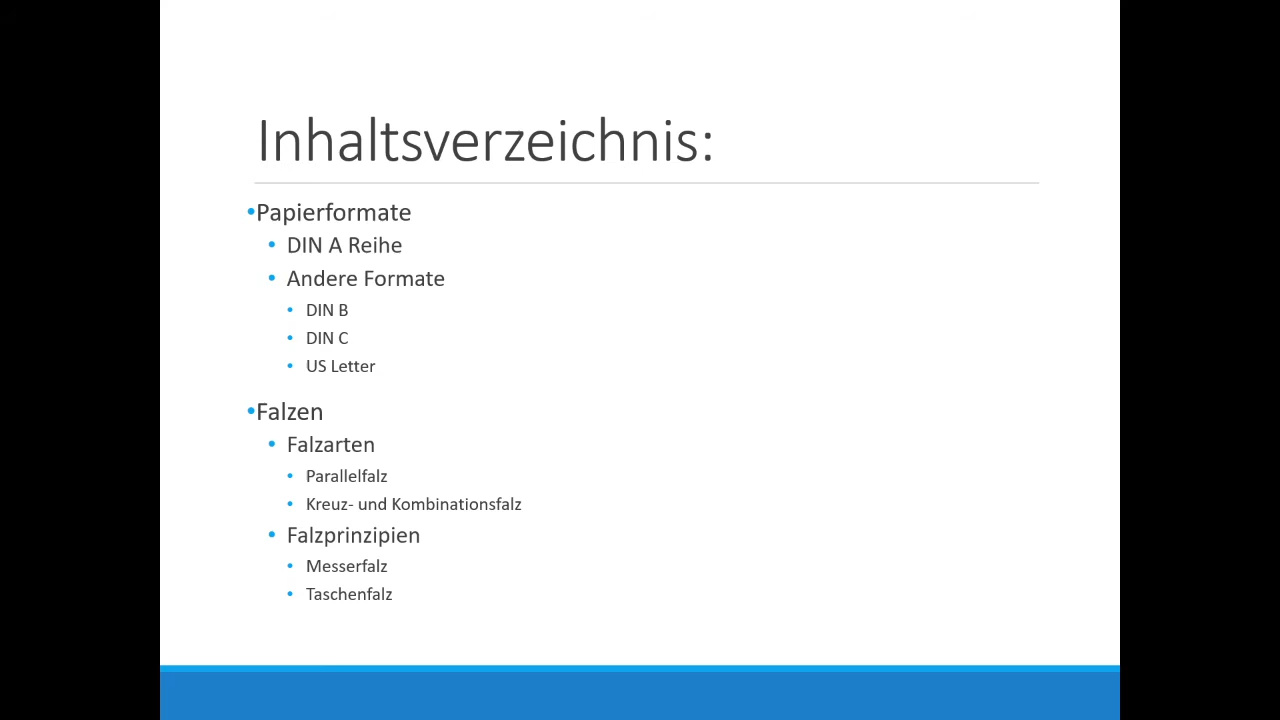 Inhaltsverzeichnis:
•Papierformate
• DIN A Reihe
• Andere Formate
• DIN B
• DIN C
• US Letter
•Falzen
• Falzarten
• Parallelfalz
• Kreuz- und Kombinationsfalz
• Falzprinzipien
• Messerfalz
• Taschenfalz